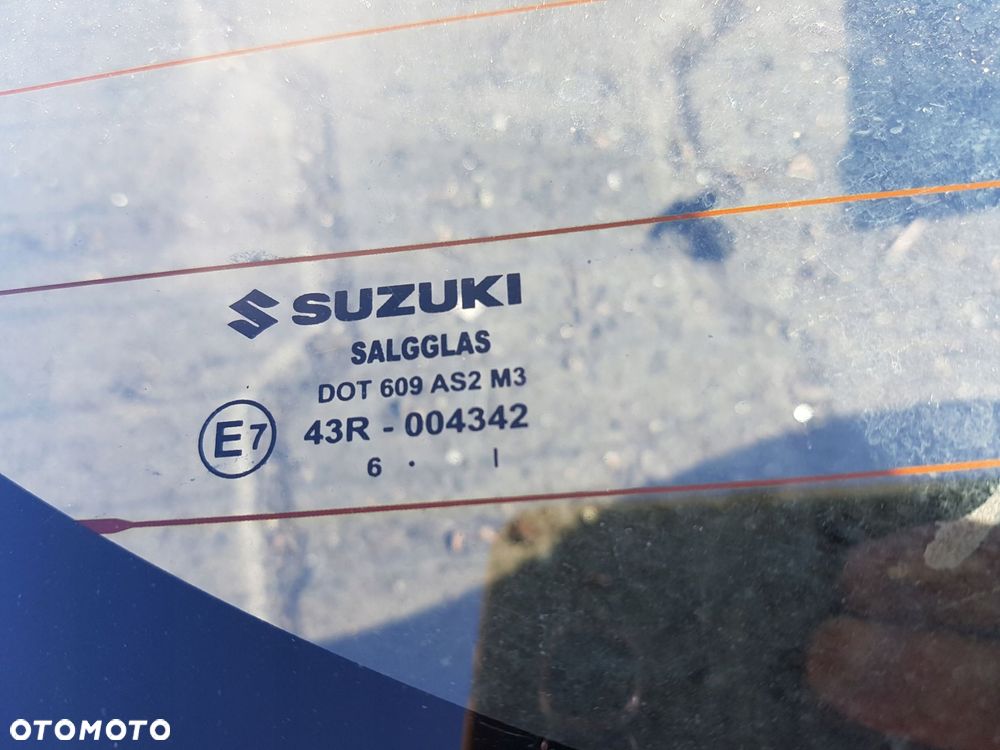 SUZUKI
SALGGLAS
DOT 609 AS2 M3
E7 43R - 004342
6 · I
OTOMOTO